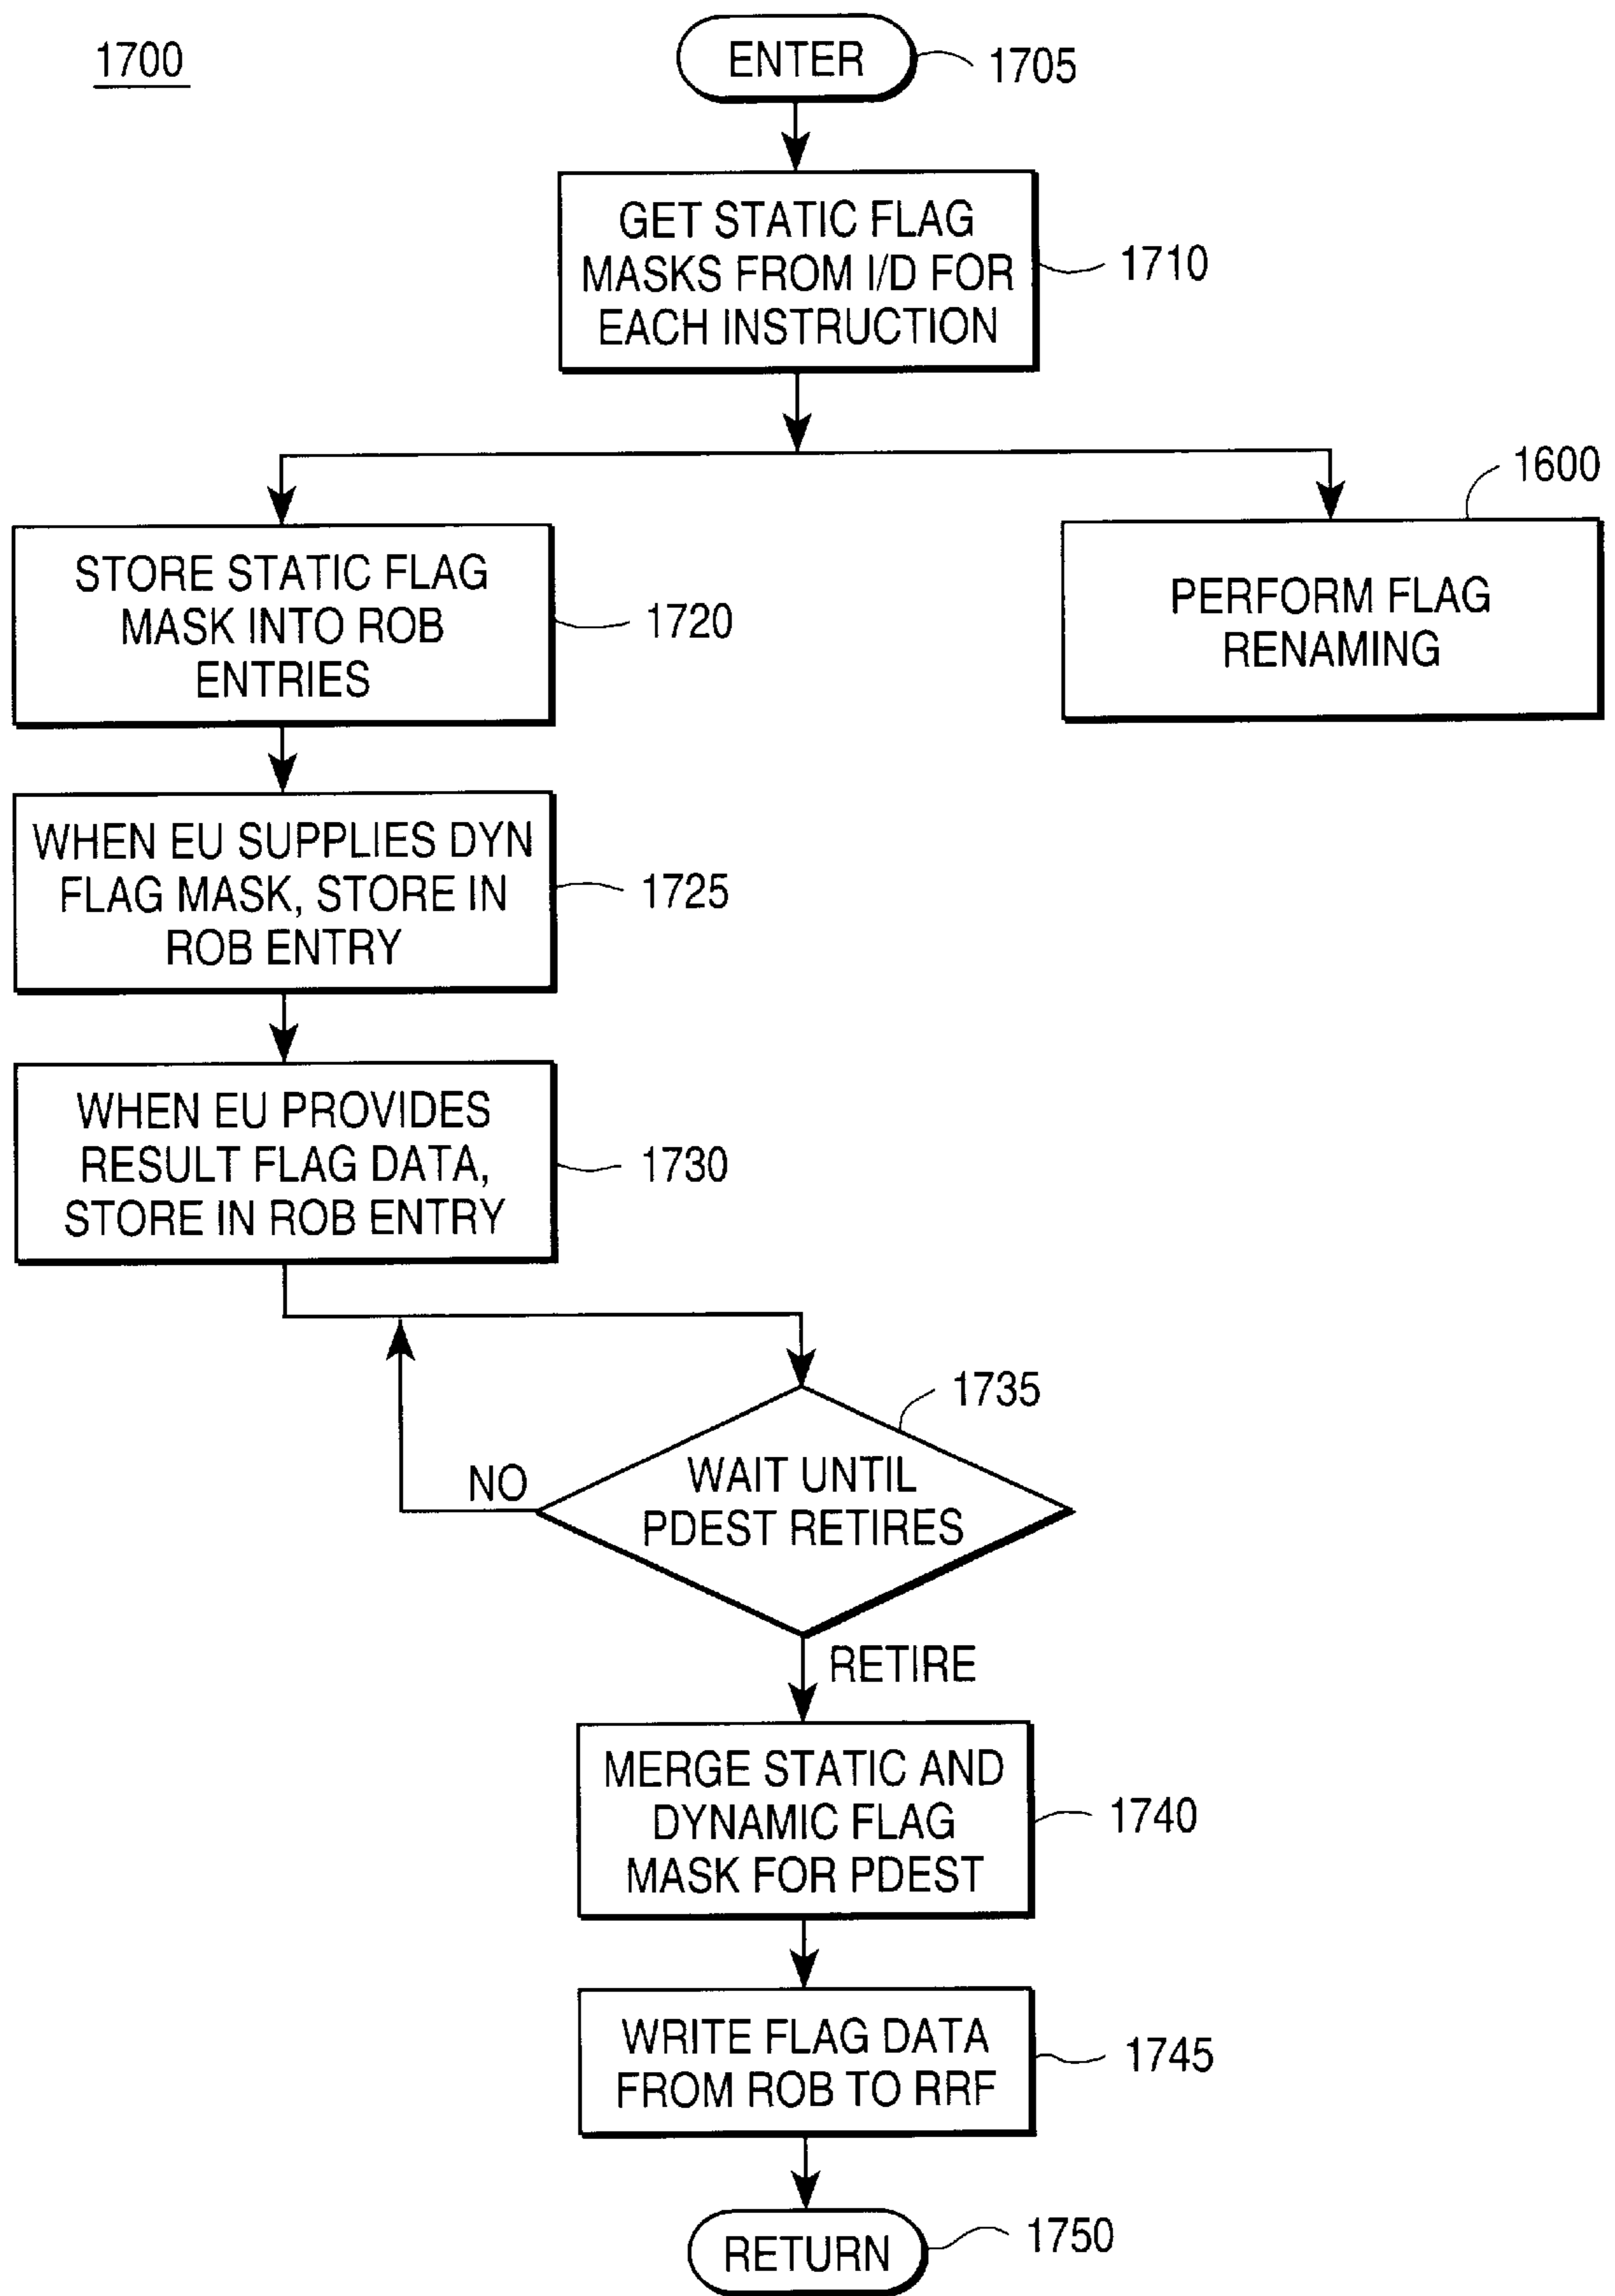 1700
ENTER
1705
GET STATIC FLAG
MASKS FROM I/D FOR
EACH INSTRUCTION
1710
1600
STORE STATIC FLAG
MASK INTO ROB
ENTRIES
1720
PERFORM FLAG
RENAMING
WHEN EU SUPPLIES DYN
FLAG MASK, STORE IN
ROB ENTRY
1725
WHEN EU PROVIDES
RESULT FLAG DATA,
STORE IN ROB ENTRY
1730
1735
WAIT UNTIL
PDEST RETIRES
NO
RETIRE
MERGE STATIC AND
DYNAMIC FLAG
MASK FOR PDEST
1740
WRITE FLAG DATA
FROM ROB TO RRF
1745
RETURN
1750